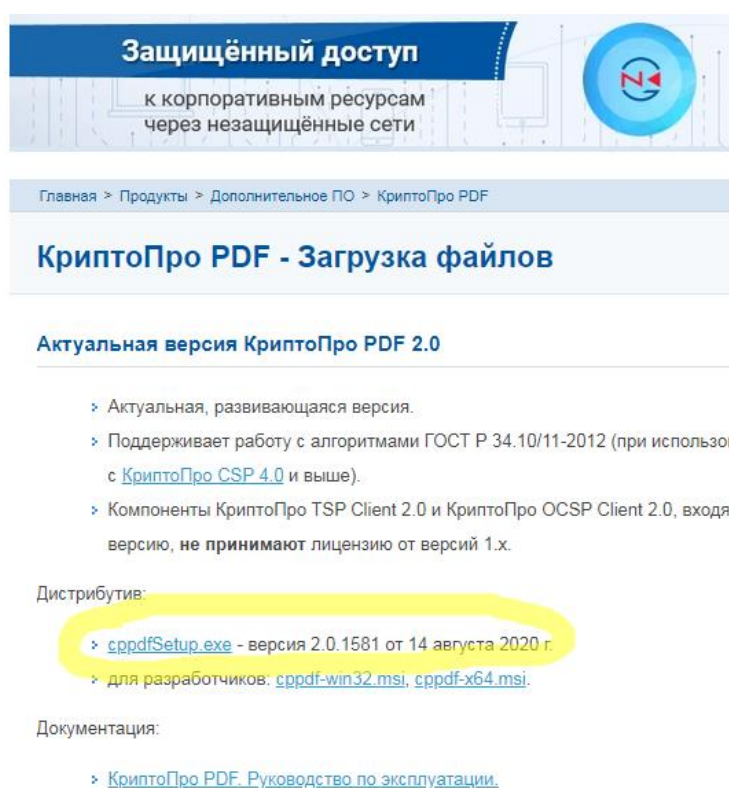 Защищённый доступ
к корпоративным ресурсам
через незащищённые сети
Главная > Продукты > Дополнительное ПО > КриптоПро PDF
КриптоПро PDF - Загрузка файлов
Актуальная версия КриптоПро PDF 2.0
Актуальная, развивающаяся версия.
Поддерживает работу с алгоритмами ГОСТ Р 34.10/11-2012 (при использо
с КриптоПро CSP 4.0 и выше).
Компоненты КриптоПро TSP Client 2.0 и КриптоПро OCSP Client 2.0, входя
версию, не принимают лицензию от версий 1.x.
Дистрибутив:
cppdfSetup.exe - версия 2.0.1581 от 14 августа 2020 г.
для разработчиков: cppdf-win32.msi, cppdf-x64.msi.
Документация:
КриптоПро PDF. Руководство по эксплуатации.